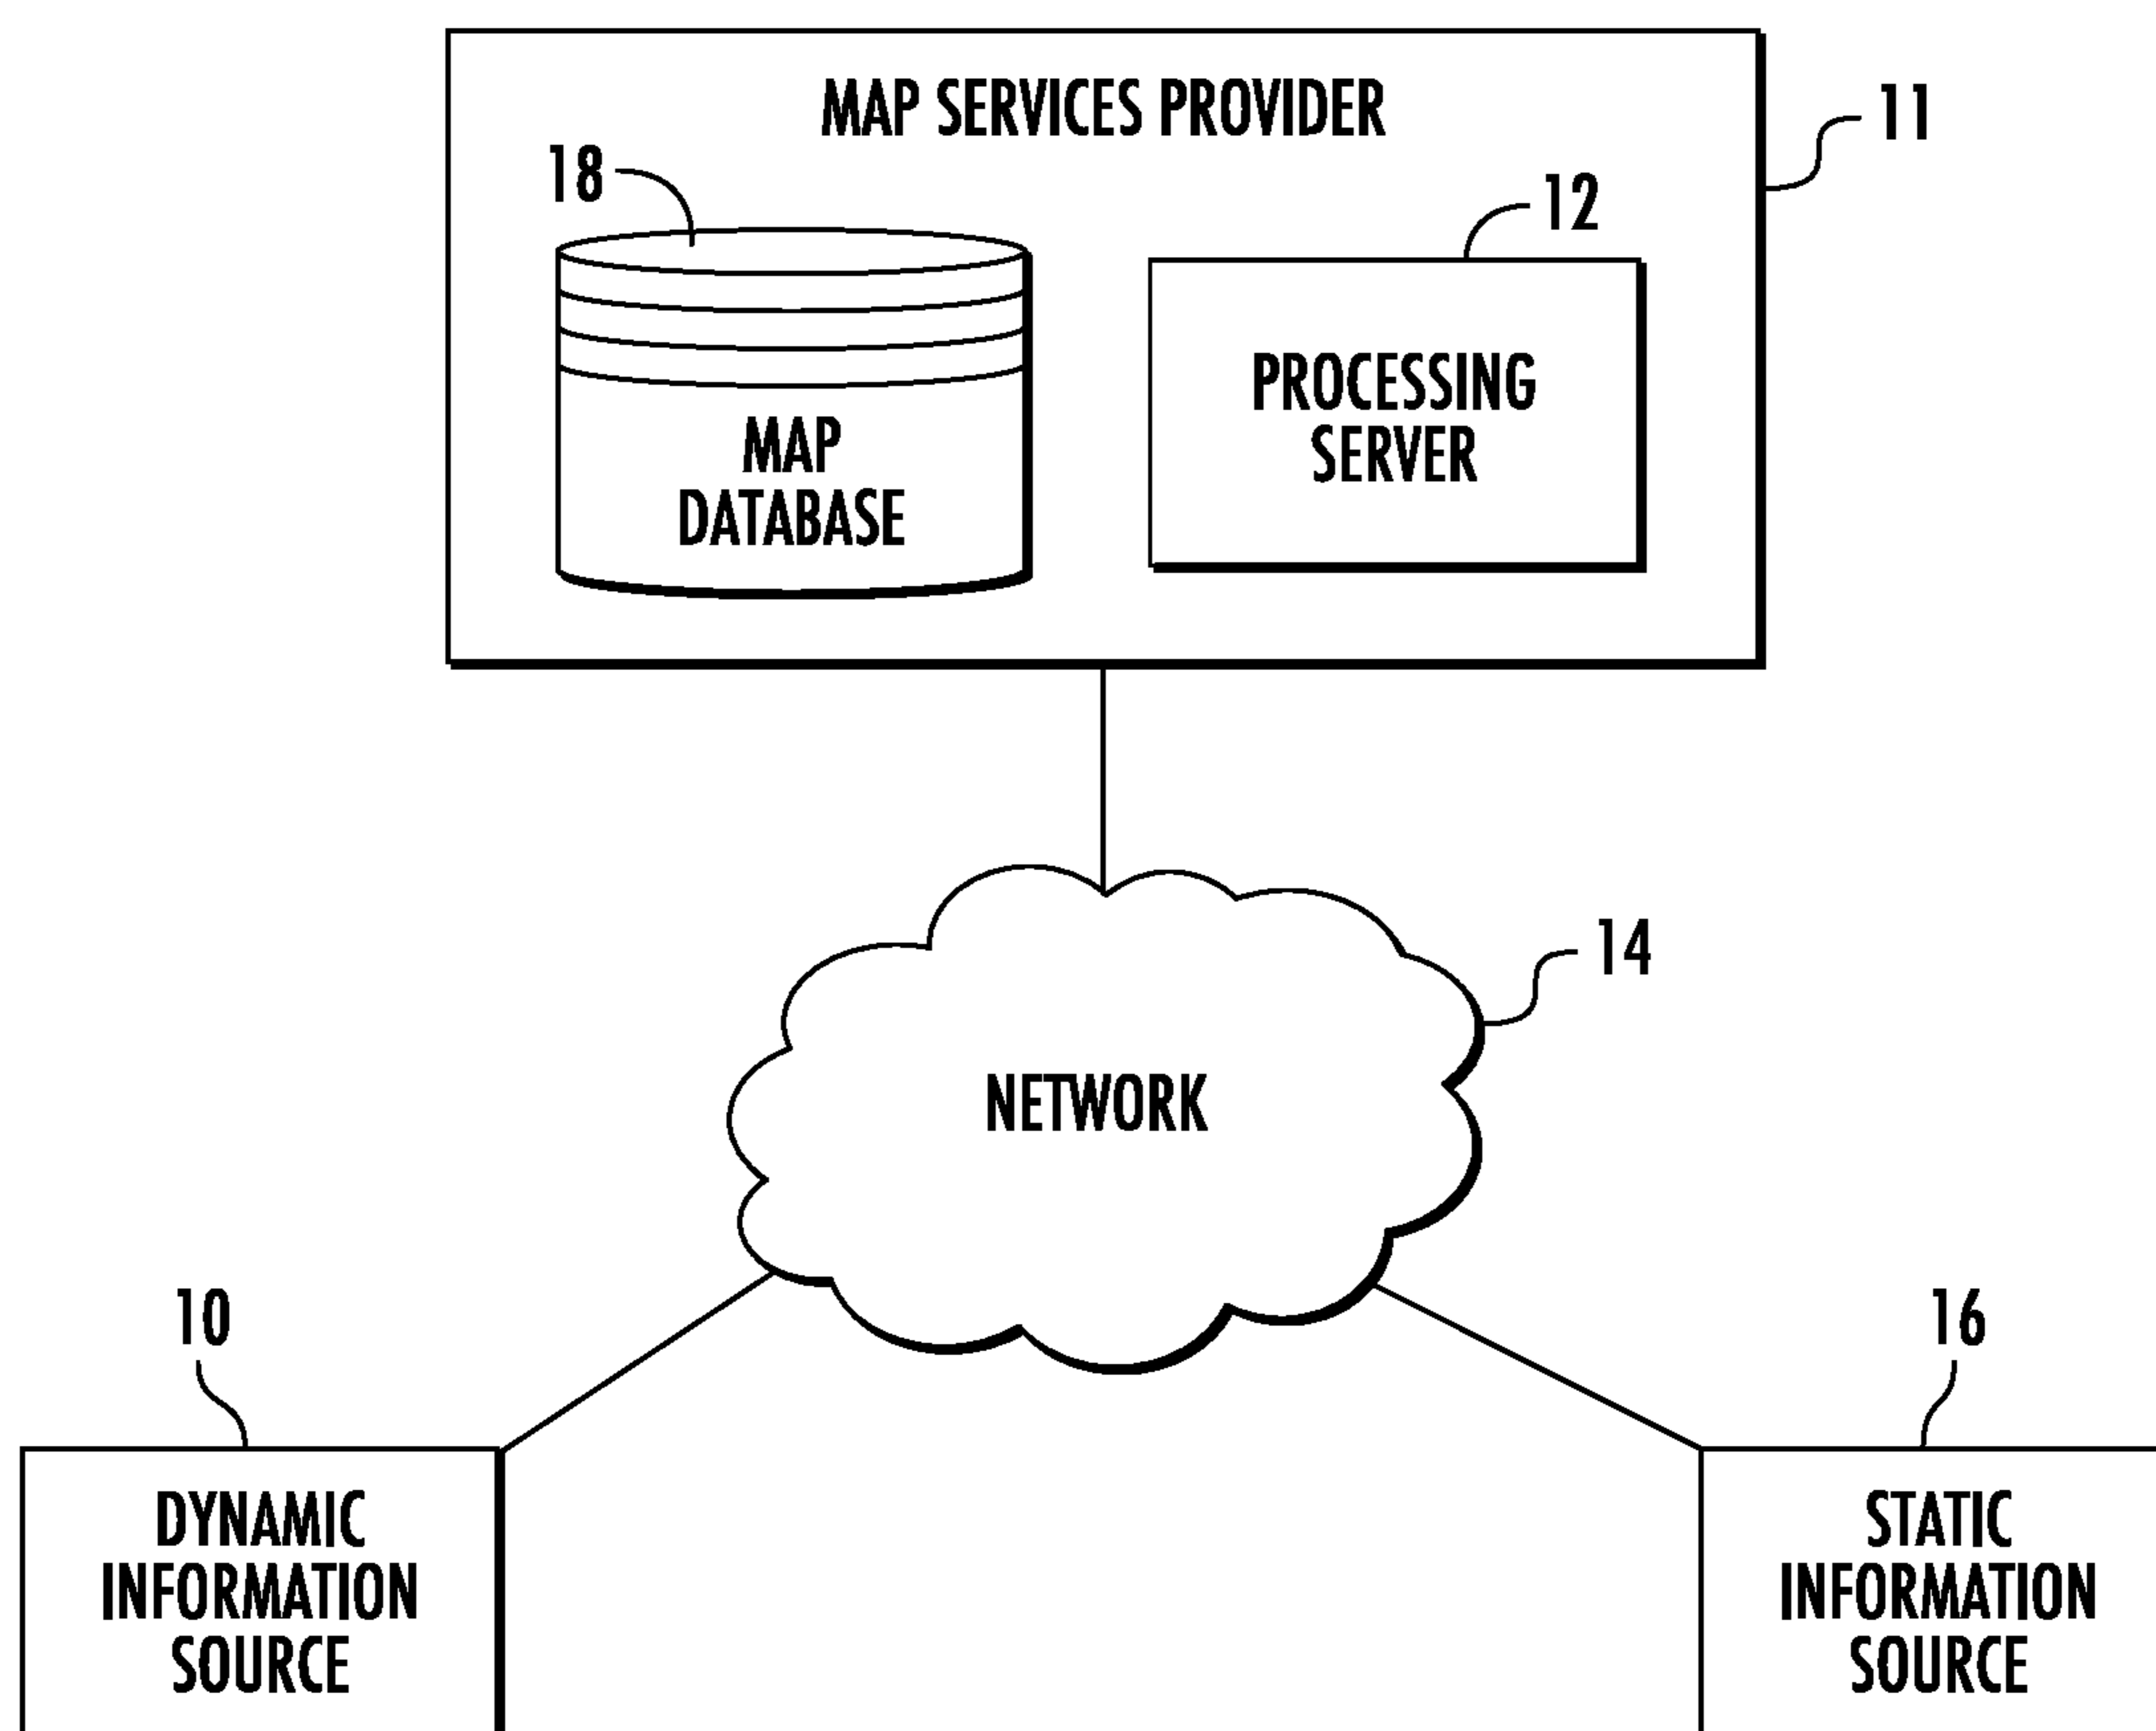 MAP SERVICES PROVIDER
11
18
12
MAP
DATABASE
PROCESSING
SERVER
14
NETWORK
10
16
DYNAMIC
INFORMATION
SOURCE
STATIC
INFORMATION
SOURCE